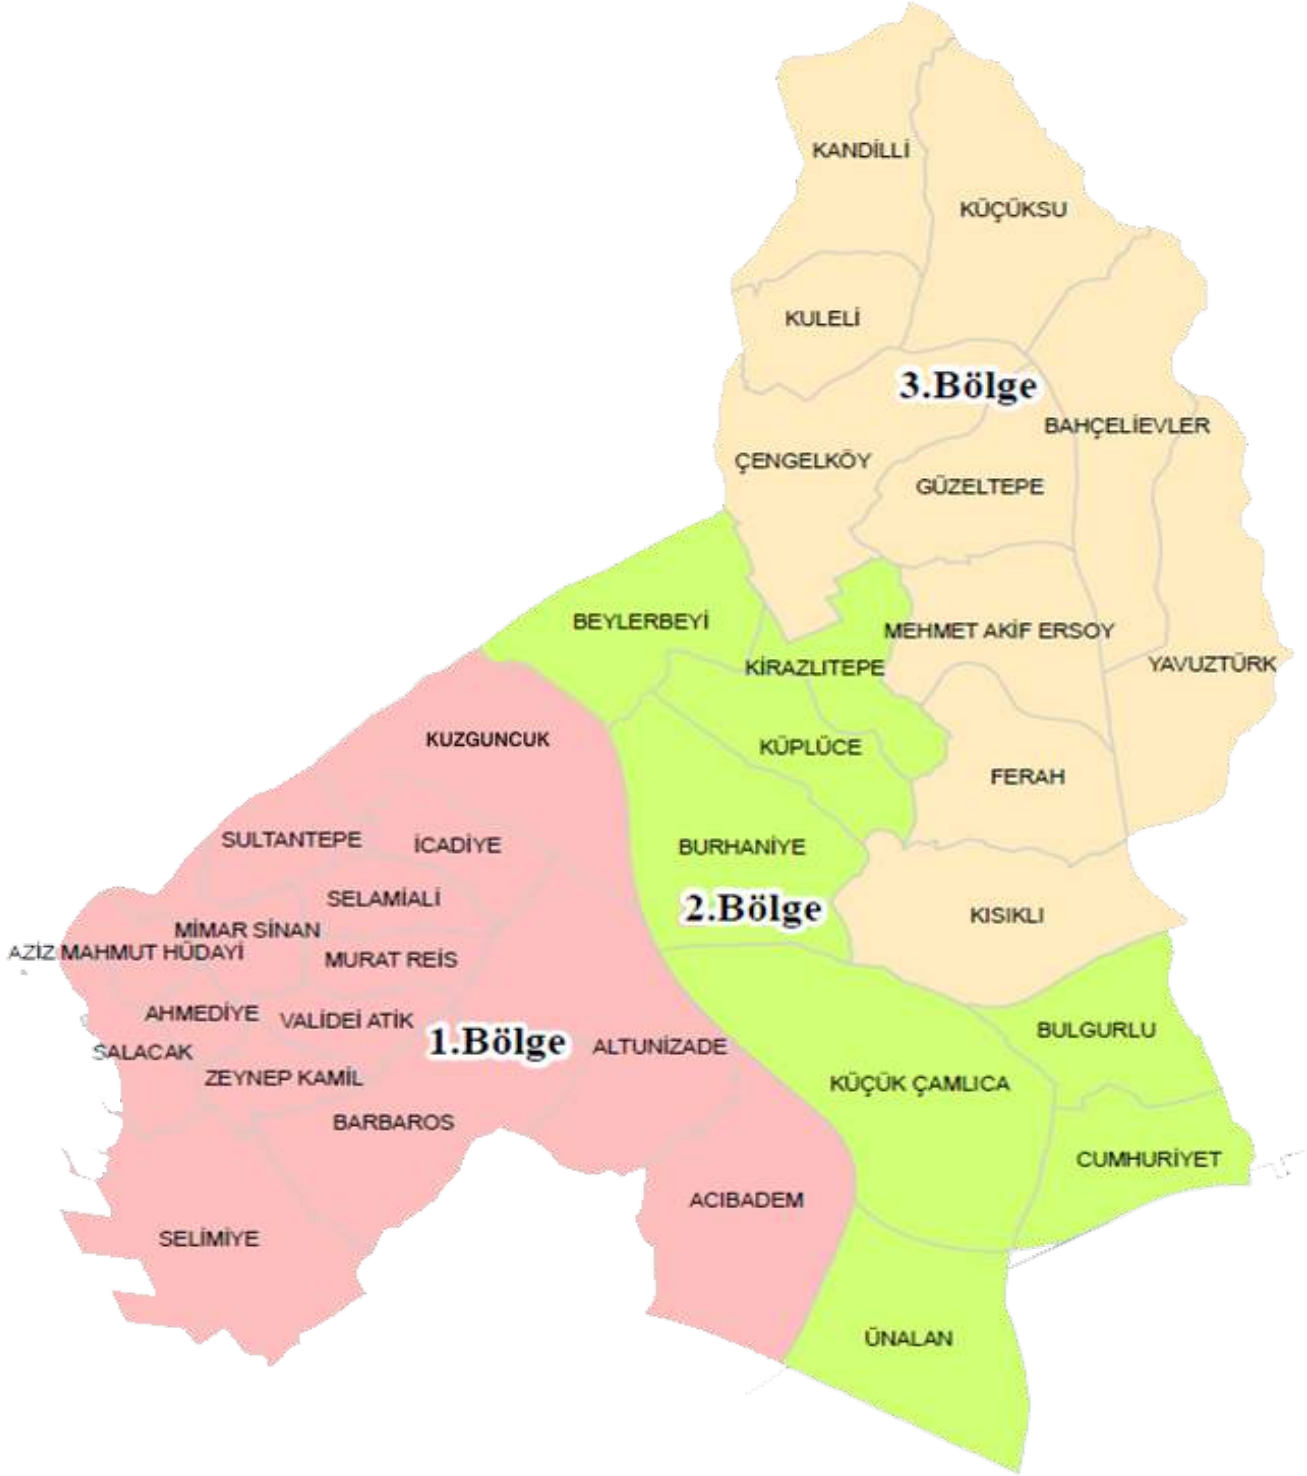 KANDİLLİ
KÜÇÜKSU
KULELİ
3.Bölge
BAHÇELİEVLER
ÇENGELKÖY
GÜZELTEPE
BEYLERBEYİ
MEHMET AKİF ERSOY
KİRAZLITEPE
YAVUZTÜRK
KUZGUNCUK
KÜPLÜCE
FERAH
SULTANTEPE
İCADİYE
BURHANİYE
SELAMİALİ
2.Bölge
KISIKLI
MİMAR SİNAN
AZİZ MAHMUT HÜDAYİ
MURAT REİS
AHMEDİYE
VALİDEİ ATİK
BULGURLU
1.Bölge
ALTUNİZADE
SALACAK
ZEYNEP KAMİL
KÜÇÜK ÇAMLICA
BARBAROS
CUMHURİYET
ACIBADEM
SELİMİYE
ÜNALAN